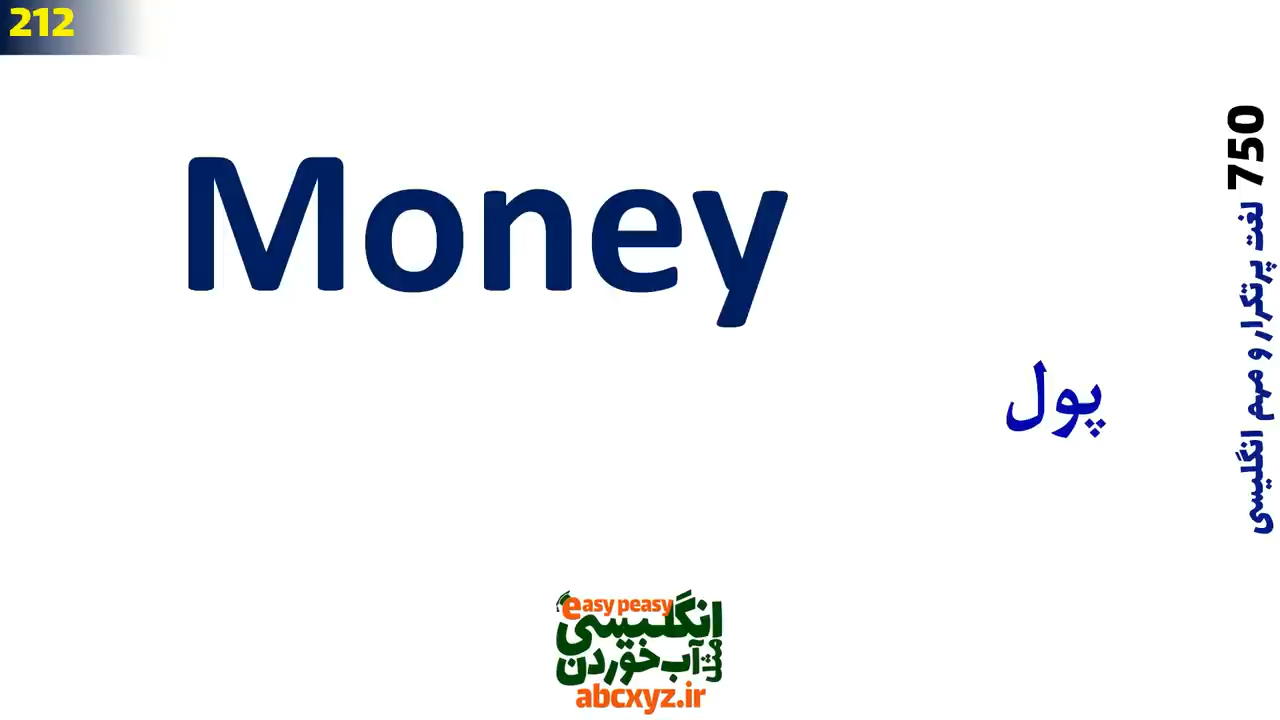 212
Money
پول
750 لغت پرتکرار و مهم انگلیسی
easy peasy
انگلیسی
مثل آب خوردن
abcxyz.ir